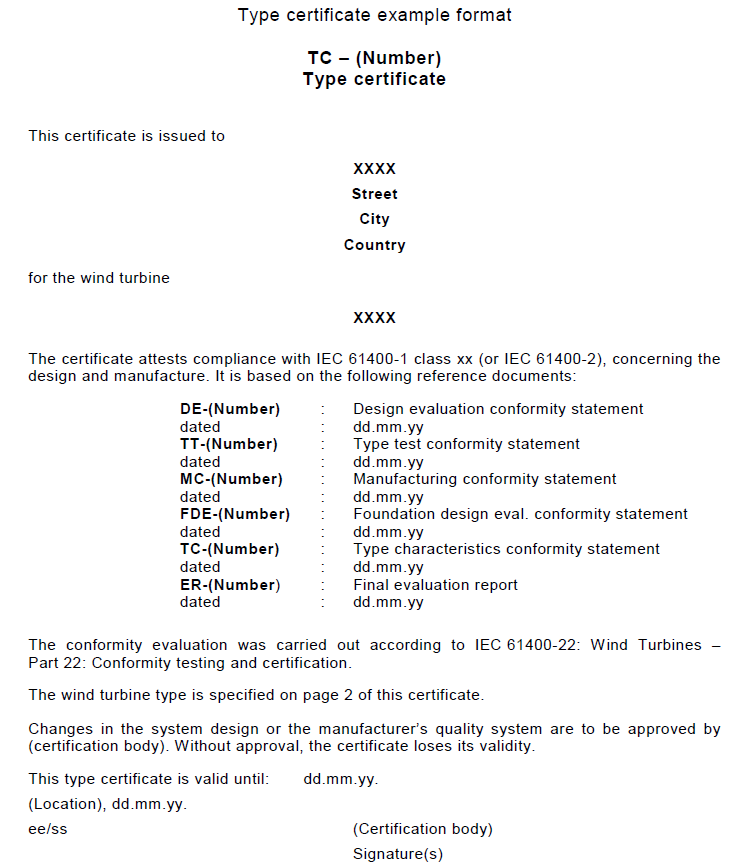 Type certificate example format
TC – (Number)
Type certificate
This certificate is issued to
XXXX
Street
City
Country
for the wind turbine
XXXX
The certificate attests compliance with IEC 61400-1 class xx (or IEC 61400-2), concerning the
design and manufacture. It is based on the following reference documents:
DE-(Number) : Design evaluation conformity statement
dated : dd.mm.yy
TT-(Number) : Type test conformity statement
dated : dd.mm.yy
MC-(Number) : Manufacturing conformity statement
dated : dd.mm.yy
FDE-(Number) : Foundation design eval. conformity statement
dated : dd.mm.yy
TC-(Number) : Type characteristics conformity statement
dated : dd.mm.yy
ER-(Number) : Final evaluation report
dated : dd.mm.yy
The conformity evaluation was carried out according to IEC 61400-22: Wind Turbines –
Part 22: Conformity testing and certification.
The wind turbine type is specified on page 2 of this certificate.
Changes in the system design or the manufacturer’s quality system are to be approved by
(certification body). Without approval, the certificate loses its validity.
This type certificate is valid until: dd.mm.yy.
(Location), dd.mm.yy.
ee/ss (Certification body)
Signature(s)